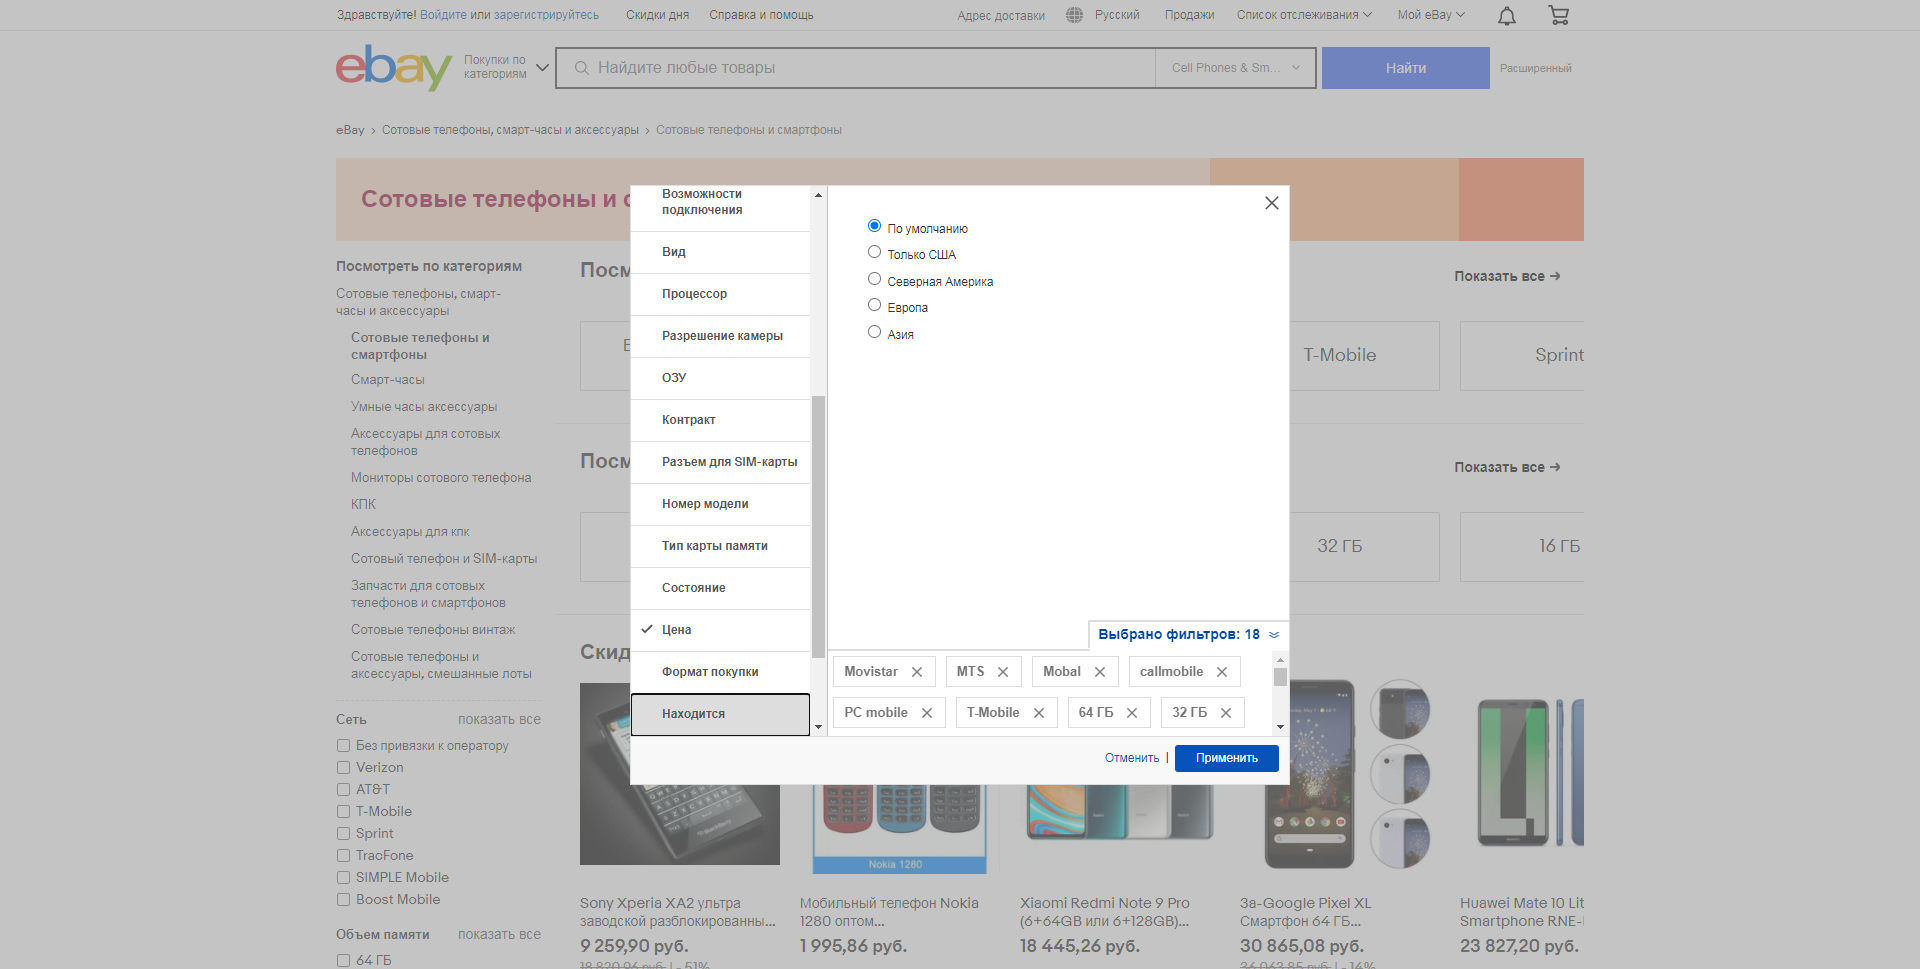 Здравствуйте! Войдите или зарегистрируйтесь
Скидки дня
Справка и помощь
Адрес доставки
Русский
Продажи
Список отслеживания
Мой eBay
ebay
Покупки по
категориям
Найдите любые товары
Cell Phones & Sm...
Найти
Расширенный
eBay > Сотовые телефоны, смарт-часы и аксессуары > Сотовые телефоны и смартфоны
Сотовые телефоны и с
Посмотреть по категориям
Сотовые телефоны, смарт-
часы и аксессуары
Сотовые телефоны и
смартфоны
Смарт-часы
Умные часы аксессуары
Аксессуары для сотовых
телефонов
Мониторы сотового телефона
КПК
Аксессуары для кпк
Сотовый телефон и SIM-карты
Запчасти для сотовых
телефонов и смартфонов
Сотовые телефоны винтаж
Сотовые телефоны и
аксессуары, смешанные лоты
Сеть
показать все
Без привязки к оператору
Verizon
AT&T
T-Mobile
Sprint
TracFone
SIMPLE Mobile
Boost Mobile
Объем памяти
показать все
64 ГБ
Посм
Показать все →
T-Mobile
Sprint
Посм
Показать все →
32 ГБ
16 ГБ
Скид
Возможности
подключения
Вид
Процессор
Разрешение камеры
ОЗУ
Контракт
Разъем для SIM-карты
Номер модели
Тип карты памяти
Состояние
Цена
Формат покупки
Находится
По умолчанию
Только США
Северная Америка
Европа
Азия
Выбрано фильтров: 18
Movistar
MTS
Mobal
callmobile
PC mobile
T-Mobile
64 ГБ
32 ГБ
Отменить | Применить
BlackBerry
Nokia 1280
Sony Xperia XA2 ультра
заводской разблокированны...
9 259,90 руб.
18 820,96 руб. | - 51%
Мобильный телефон Nokia
1280 оптом...
1 995,86 руб.
Xiaomi Redmi Note 9 Pro
(6+64GB или 6+128GB)...
18 445,26 руб.
3a-Google Pixel XL
Смартфон 64 ГБ...
30 865,08 руб.
36 063,85 руб. | - 14%
Huawei Mate 10 Lit
Smartphone RNE-
23 827,20 руб.